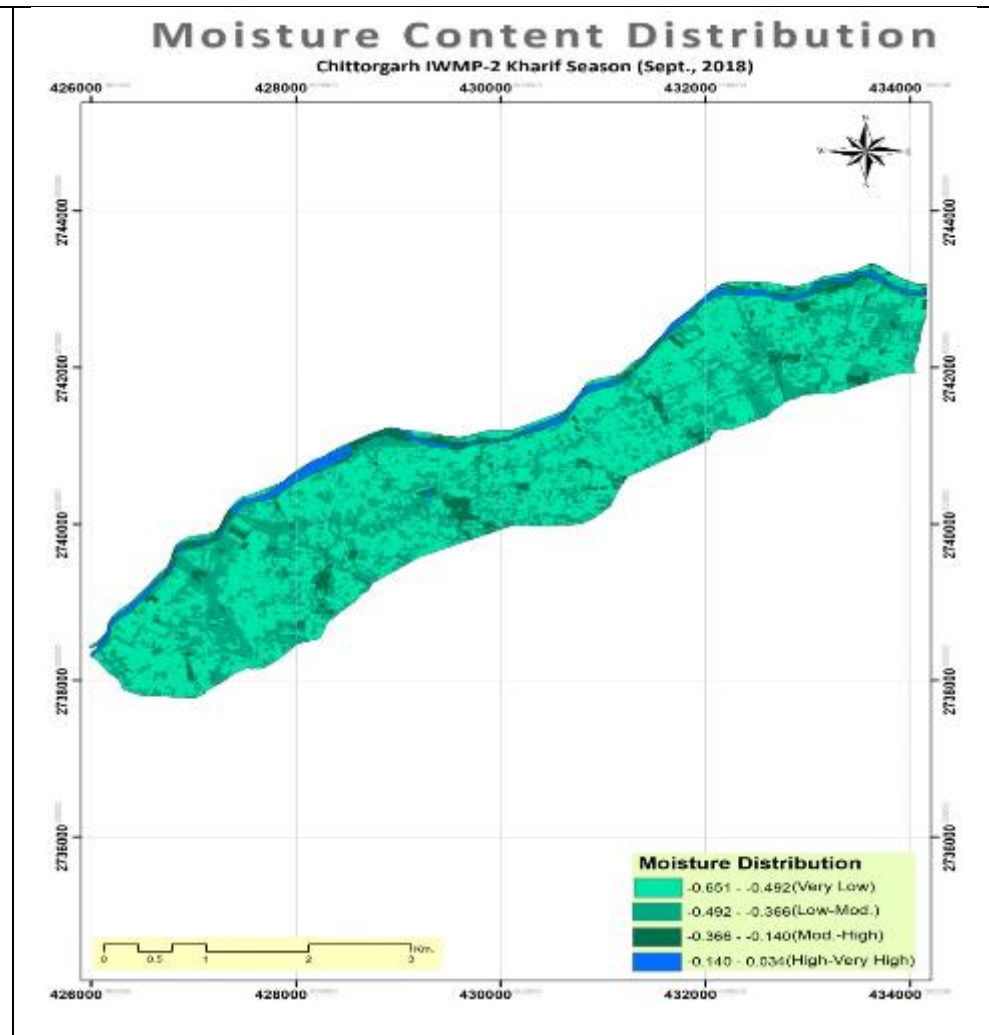 Moisture Content Distribution
Chittorgarh IWMP-2 Kharif Season (Sept., 2018)
426000 428000 430000 432000 434000
N
W E
S
2744000 2744000
2742000 2742000
2740000 2740000
2738000 2738000
2736000 2736000
Moisture Distribution
-0.651 - -0.492(Very Low)
-0.492 - -0.366(Low-Mod.)
-0.366 - -0.140(Mod.-High)
-0.140 - 0.034(High-Very High)
Km.
0 0.5 1 2 3
426000 428000 430000 432000 434000